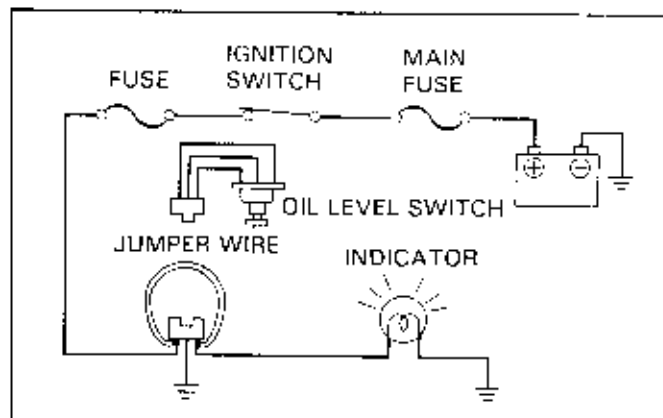 FUSE
IGNITION
SWITCH
MAIN
FUSE
+
−
OIL LEVEL SWITCH
JUMPER WIRE
INDICATOR